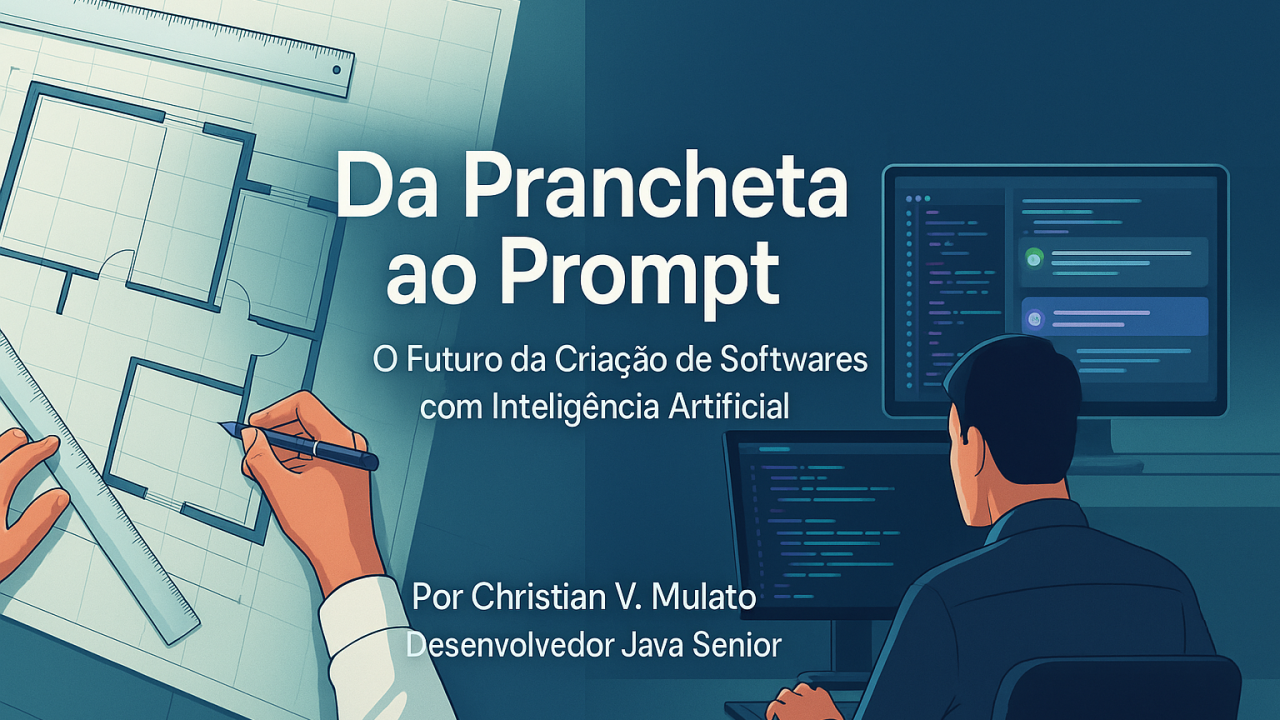 Da Prancheta
ao Prompt
O Futuro da Criação de Softwares
com Inteligência Artificial
Por Christian V. Mulato
Desenvolvedor Java Senior